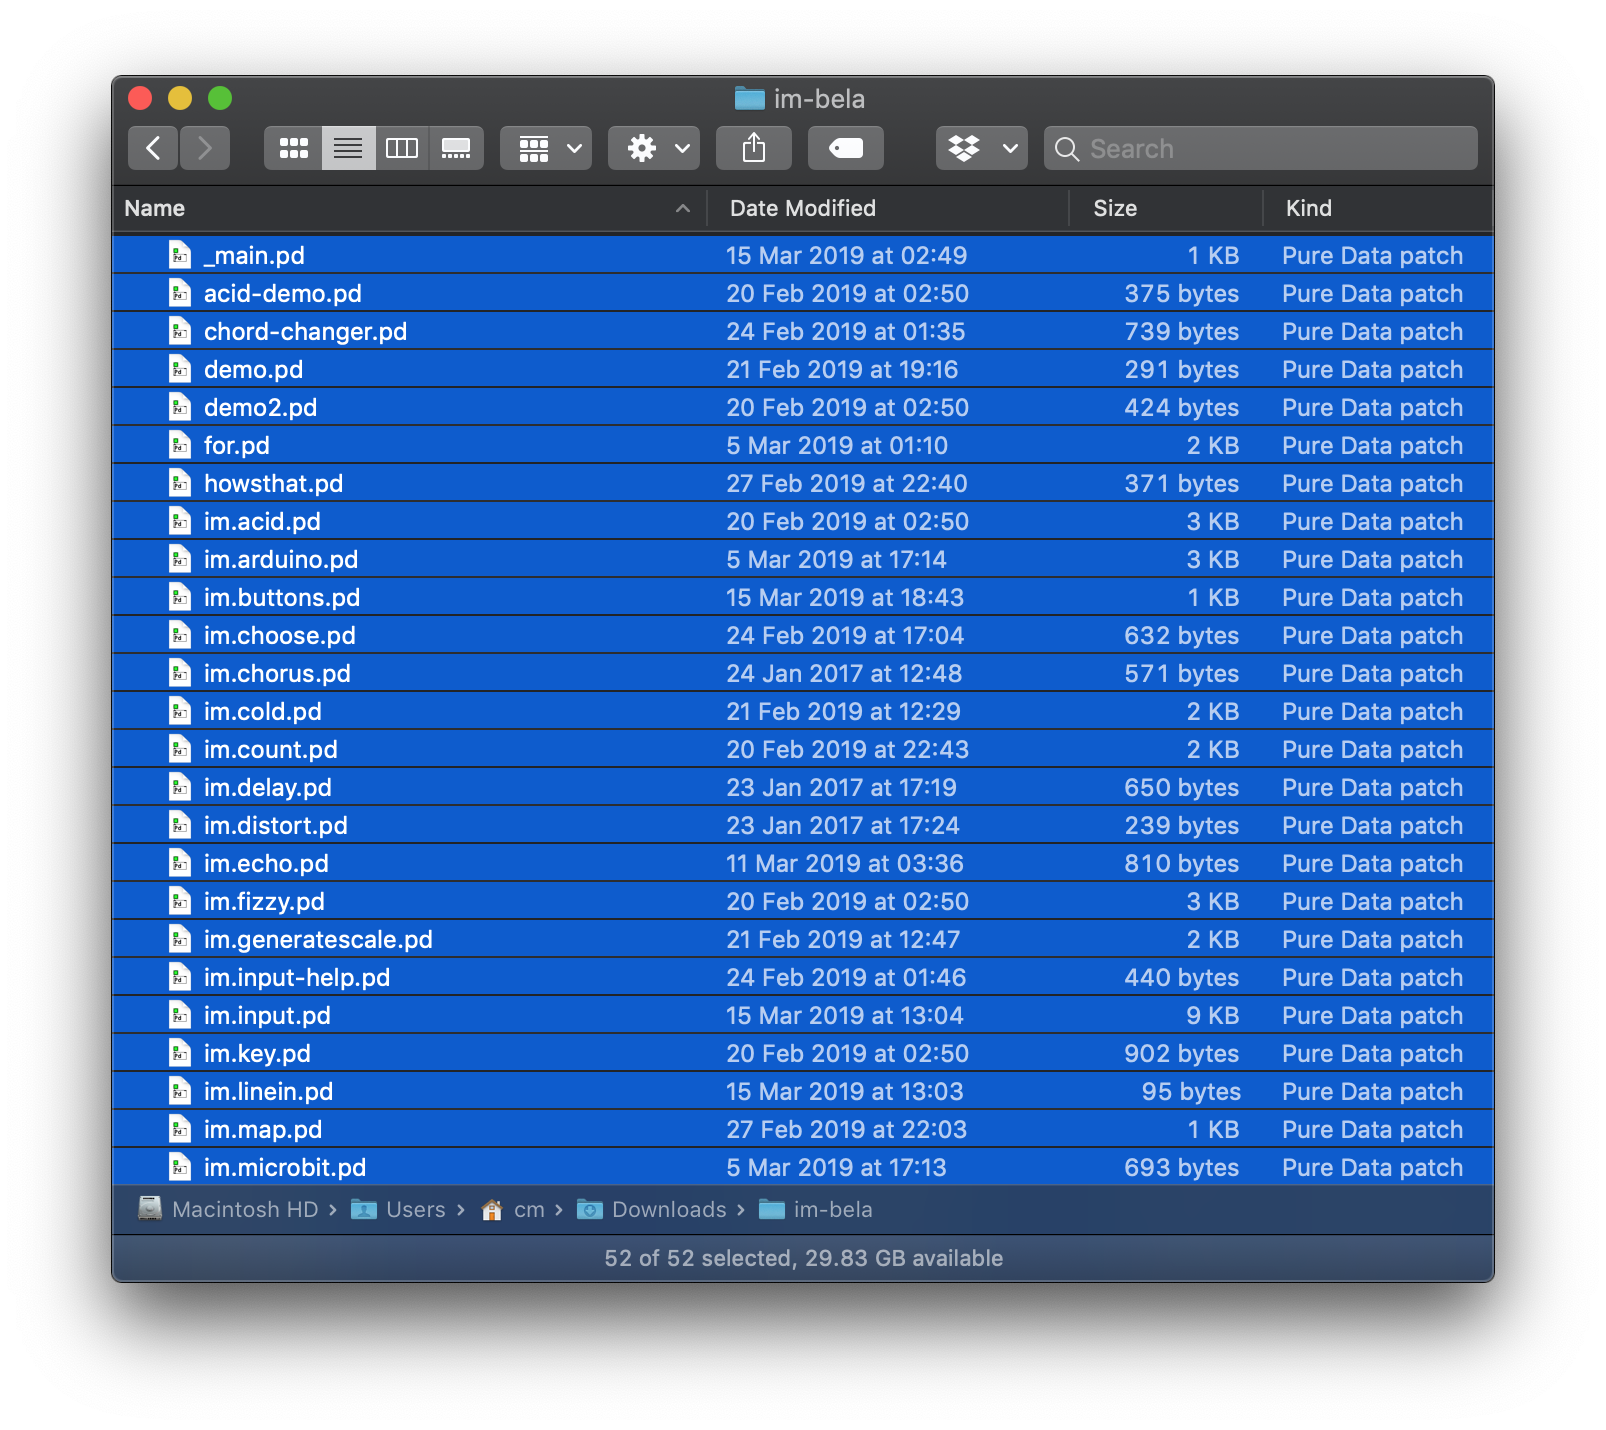 im-bela
Search
Name Date Modified Size Kind
_main.pd 15 Mar 2019 at 02:49 1 KB Pure Data patch
acid-demo.pd 20 Feb 2019 at 02:50 375 bytes Pure Data patch
chord-changer.pd 24 Feb 2019 at 01:35 739 bytes Pure Data patch
demo.pd 21 Feb 2019 at 19:16 291 bytes Pure Data patch
demo2.pd 20 Feb 2019 at 02:50 424 bytes Pure Data patch
for.pd 5 Mar 2019 at 01:10 2 KB Pure Data patch
howsthat.pd 27 Feb 2019 at 22:40 371 bytes Pure Data patch
im.acid.pd 20 Feb 2019 at 02:50 3 KB Pure Data patch
im.arduino.pd 5 Mar 2019 at 17:14 3 KB Pure Data patch
im.buttons.pd 15 Mar 2019 at 18:43 1 KB Pure Data patch
im.choose.pd 24 Feb 2019 at 17:04 632 bytes Pure Data patch
im.chorus.pd 24 Jan 2017 at 12:48 571 bytes Pure Data patch
im.cold.pd 21 Feb 2019 at 12:29 2 KB Pure Data patch
im.count.pd 20 Feb 2019 at 22:43 2 KB Pure Data patch
im.delay.pd 23 Jan 2017 at 17:19 650 bytes Pure Data patch
im.distort.pd 23 Jan 2017 at 17:24 239 bytes Pure Data patch
im.echo.pd 11 Mar 2019 at 03:36 810 bytes Pure Data patch
im.fizzy.pd 20 Feb 2019 at 02:50 3 KB Pure Data patch
im.generatescale.pd 21 Feb 2019 at 12:47 2 KB Pure Data patch
im.input-help.pd 24 Feb 2019 at 01:46 440 bytes Pure Data patch
im.input.pd 15 Mar 2019 at 13:04 9 KB Pure Data patch
im.key.pd 20 Feb 2019 at 02:50 902 bytes Pure Data patch
im.linein.pd 15 Mar 2019 at 13:03 95 bytes Pure Data patch
im.map.pd 27 Feb 2019 at 22:03 1 KB Pure Data patch
im.microbit.pd 5 Mar 2019 at 17:13 693 bytes Pure Data patch
Macintosh HD › Users › cm › Downloads › im-bela
52 of 52 selected, 29.83 GB available